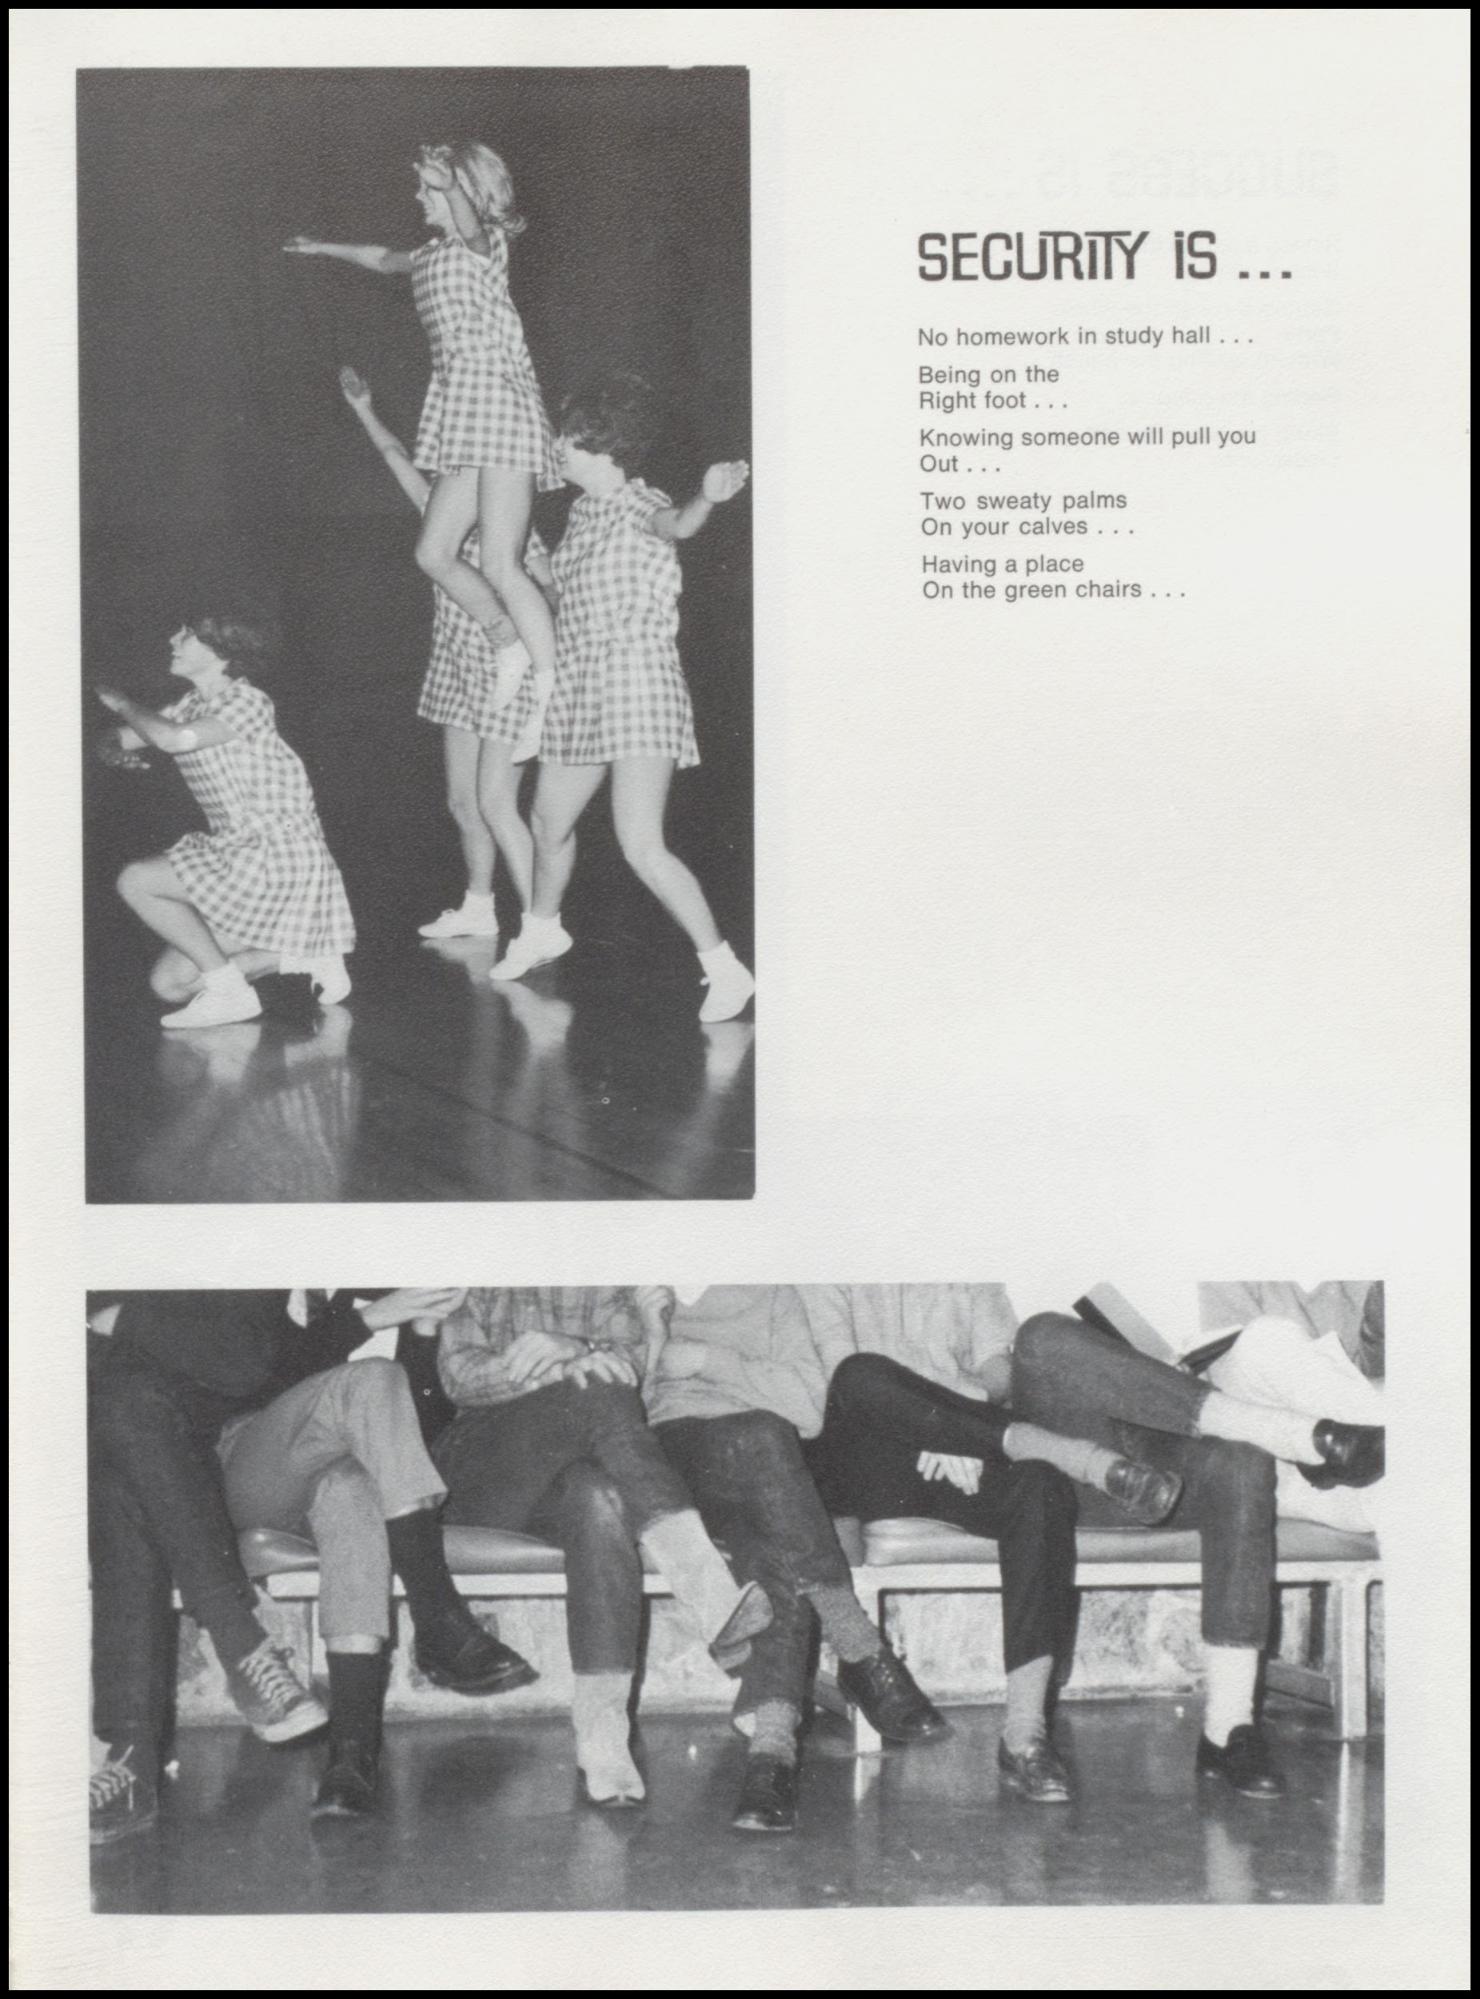 SECURITY IS ...
No homework in study hall . . .
Being on the
Right foot . . .
Knowing someone will pull you
Out . . .
Two sweaty palms
On your calves . . .
Having a place
On the green chairs . . .